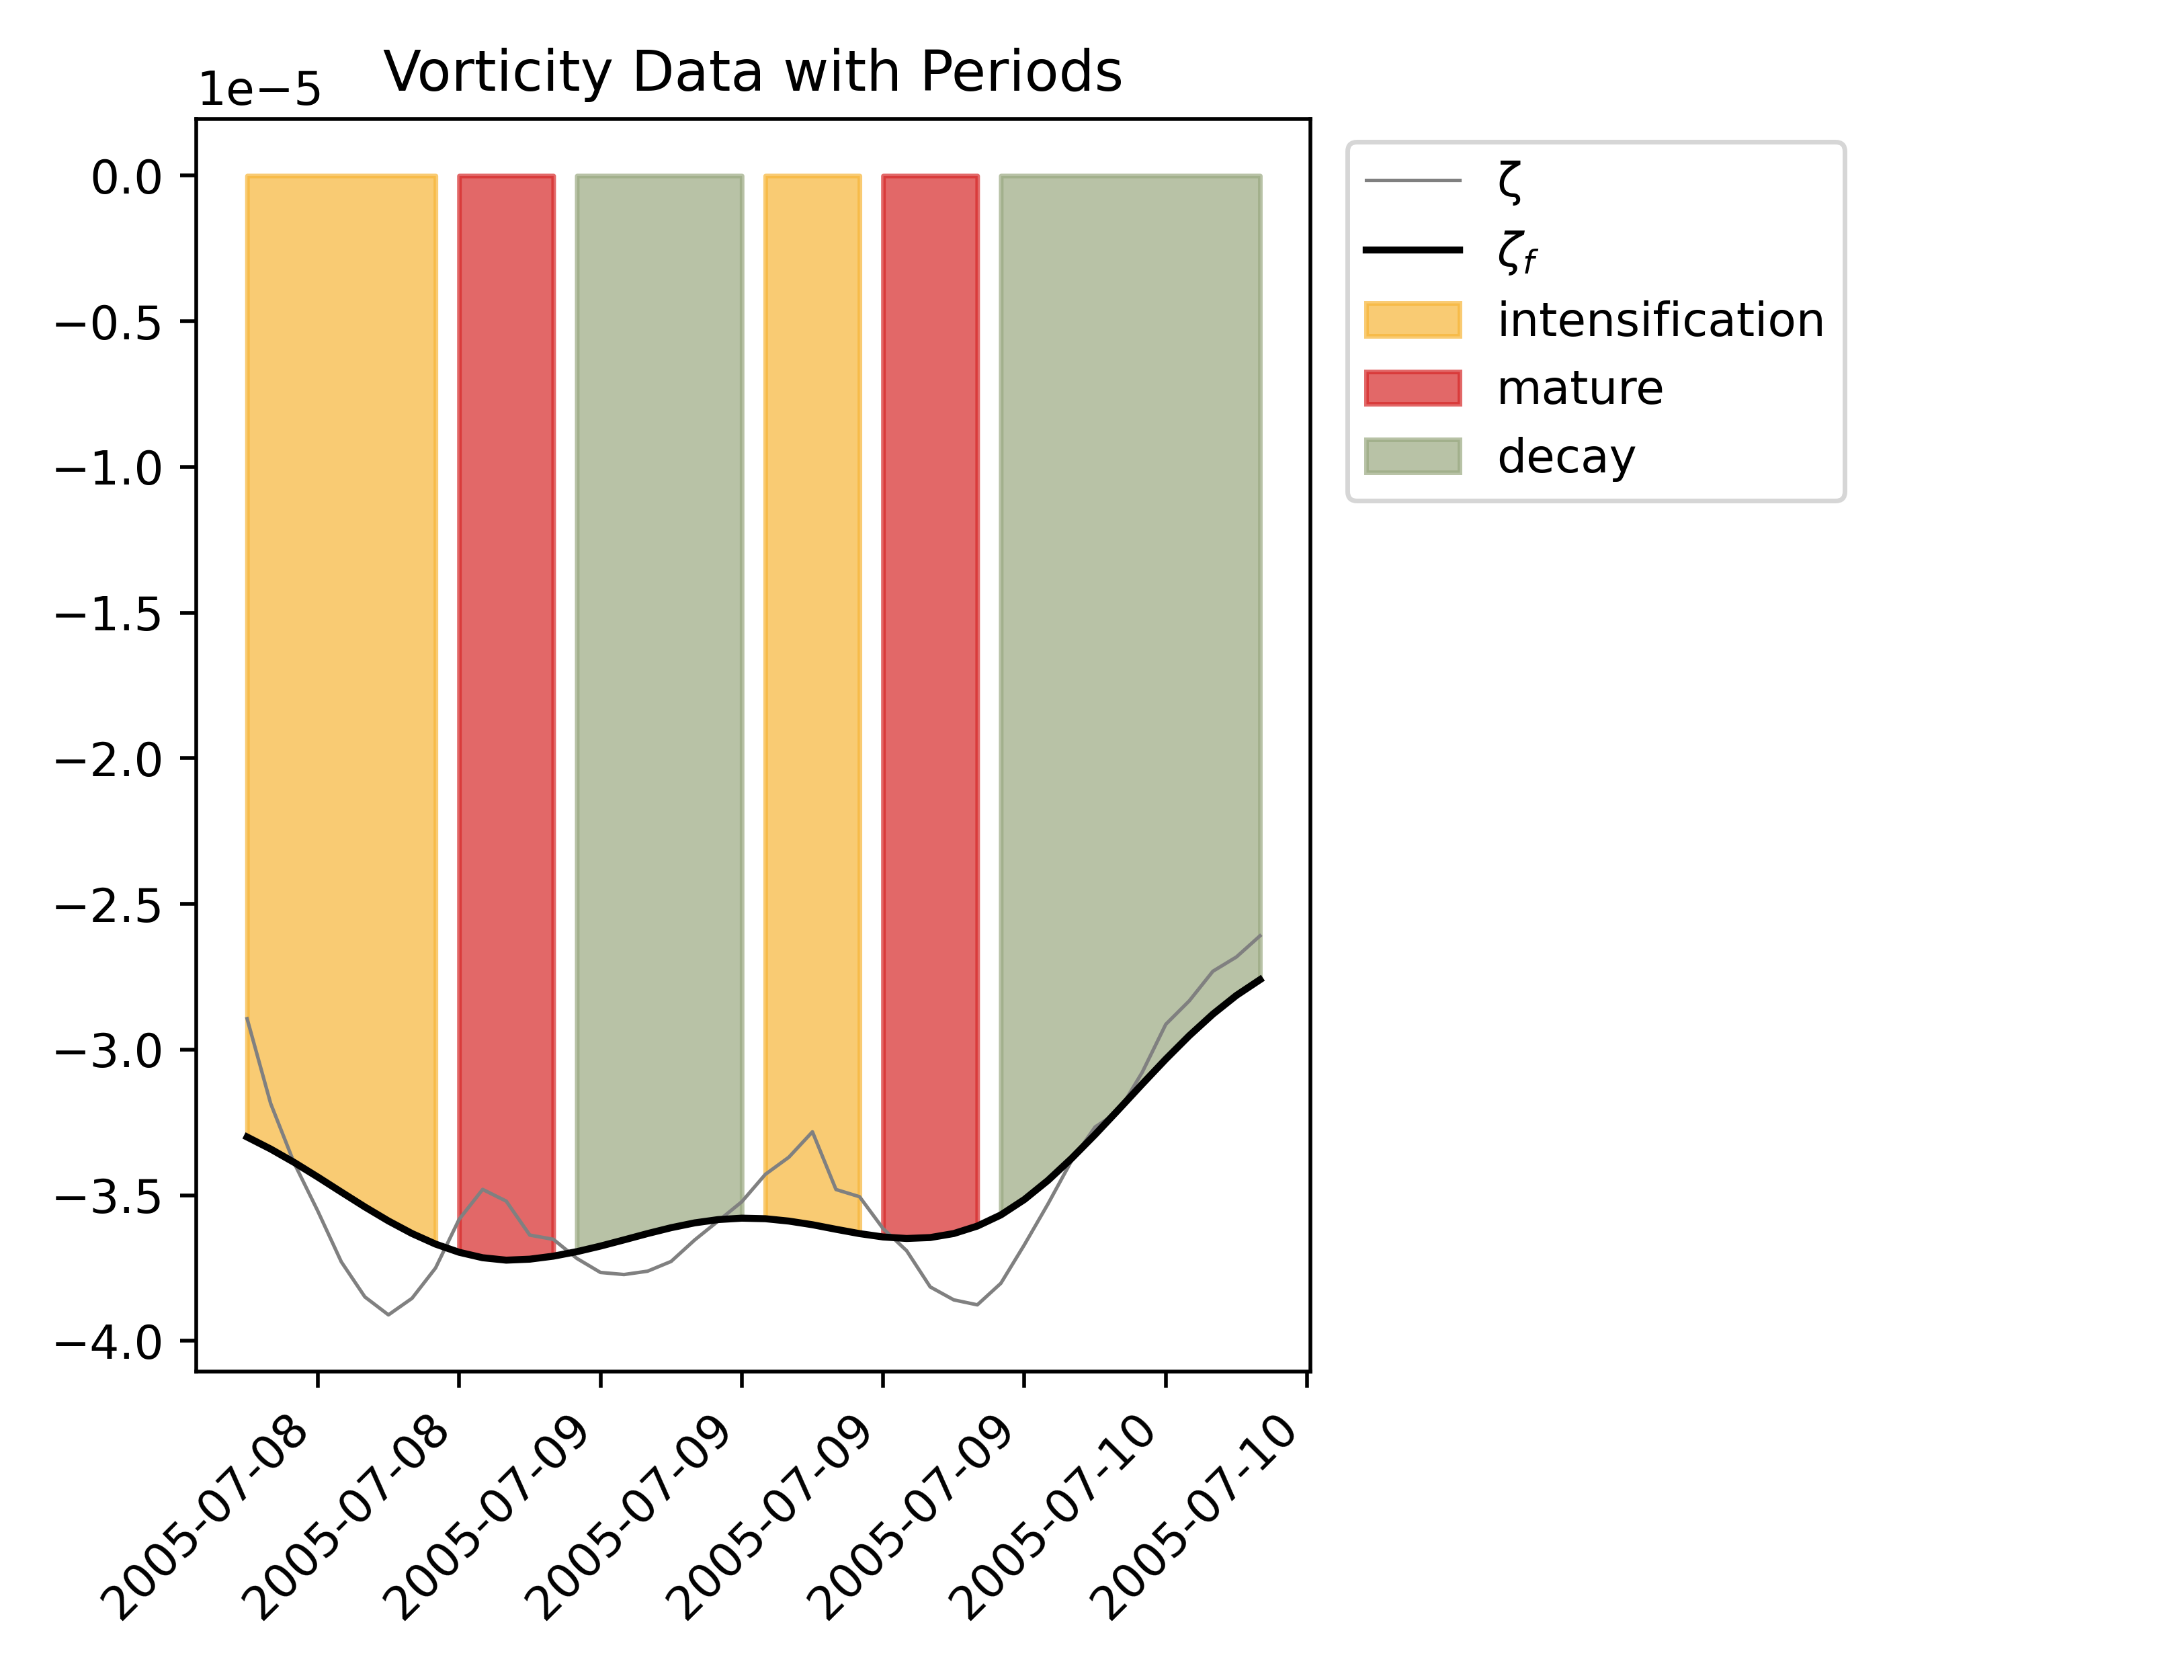 Vorticity Data with Periods
1e−5
0.0
−0.5
−1.0
−1.5
−2.0
−2.5
−3.0
−3.5
−4.0
2005-07-08
2005-07-08
2005-07-09
2005-07-09
2005-07-09
2005-07-09
2005-07-10
2005-07-10
ζ
ζf
intensification
mature
decay